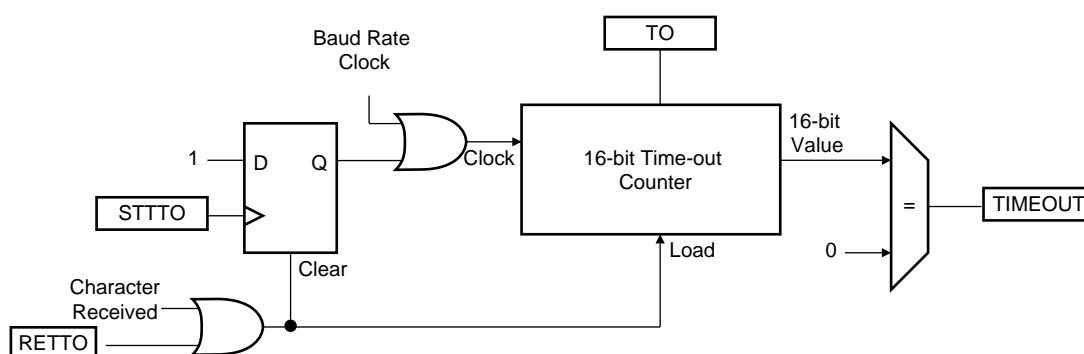 TO
Baud Rate
Clock
16-bit
Value
1
D
Q
Clock
16-bit Time-out
Counter
STTTO
TIMEOUT
=
Clear
Load
0
Character
Received
RETTO